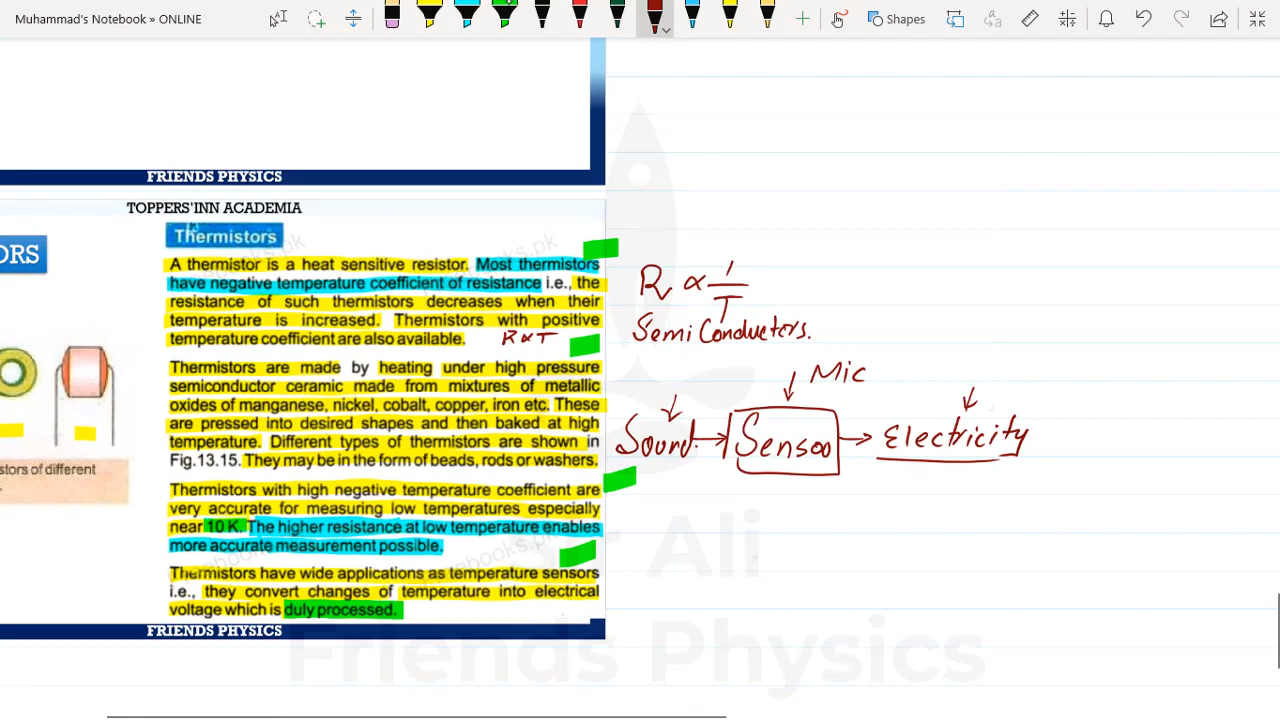 Muhammad's Notebook » ONLINE
Shapes
FRIENDS PHYSICS
TOPPERS'INN ACADEMIA
ORS
Thermistors
A thermistor is a heat sensitive resistor. Most thermistors
have negative temperature coefficient of resistance i.e., the
resistance of such thermistors decreases when their
temperature is increased. Thermistors with positive
temperature coefficient are also available.
R ∝ T
Thermistors are made by heating under high pressure
semiconductor ceramic made from mixtures of metallic
oxides of manganese, nickel, cobalt, copper, iron etc. These
are pressed into desired shapes and then baked at high
temperature. Different types of thermistors are shown in
Fig.13.15. They may be in the form of beads, rods or washers.
Thermistors with high negative temperature coefficient are
very accurate for measuring low temperatures especially
near 10 K. The higher resistance at low temperature enables
more accurate measurement possible.
Thermistors have wide applications as temperature sensors
i.e., they convert changes of temperature into electrical
voltage which is duly processed.
stors of different
FRIENDS PHYSICS
R ∝ 1/T
Semi Conductors.
Mic
Sound → Sensoo → Electricity
Ali
Friends Physics